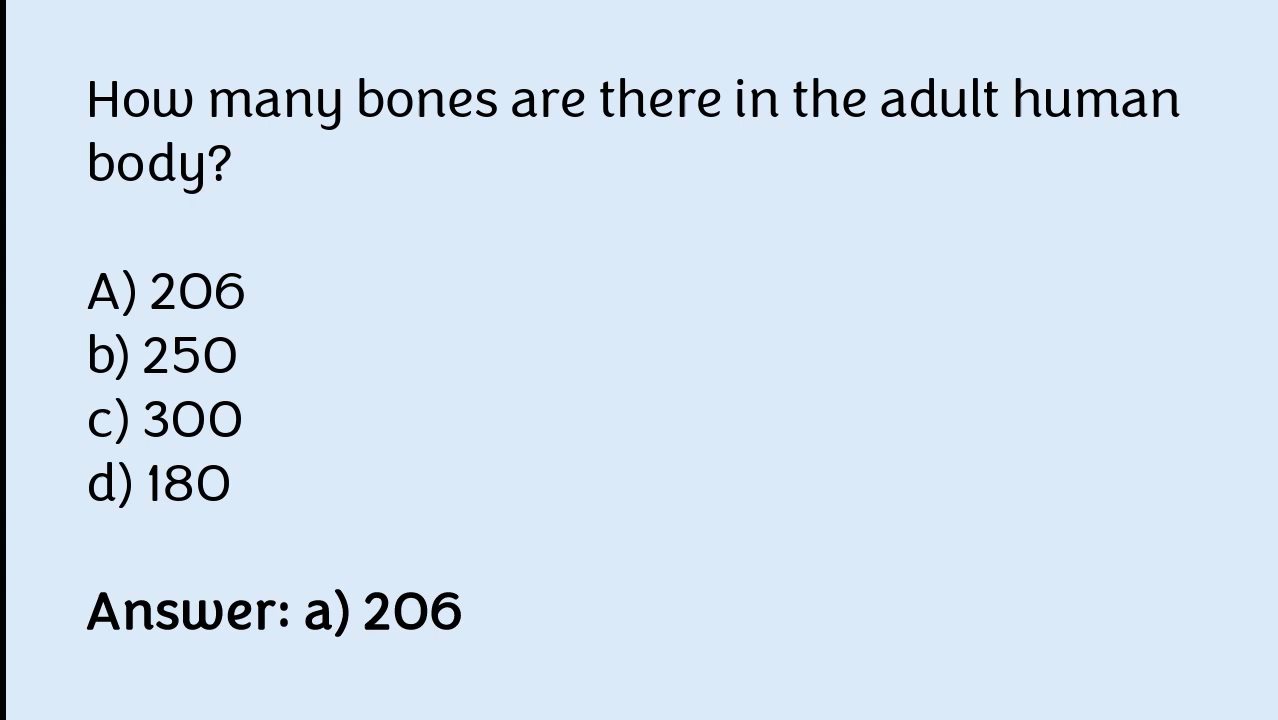 How many bones are there in the adult human
body?
A) 206
b) 250
c) 300
d) 180
Answer: a) 206